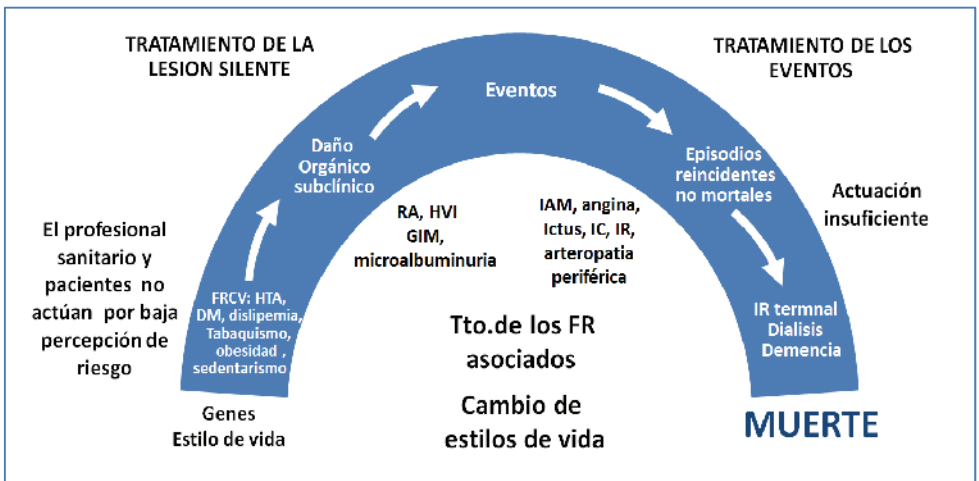 TRATAMIENTO DE LA
LESION SILENTE
TRATAMIENTO DE LOS
EVENTOS
Eventos
Daño
Orgánico
subclínico
Episodios
reincidentes
no mortales
Actuación
insuficiente
El profesional
sanitario y
pacientes no
actúan por baja
percepción de
riesgo
RA, HVI
GIM,
microalbuminuria
IAM, angina,
Ictus, IC, IR,
arteropatia
periférica
FRCV: HTA,
DM, dislipemia,
Tabaquismo,
obesidad ,
sedentarismo
IR termnal
Dialisis
Demencia
Tto.de los FR
asociados
Cambio de
estilos de vida
Genes
Estilo de vida
MUERTE